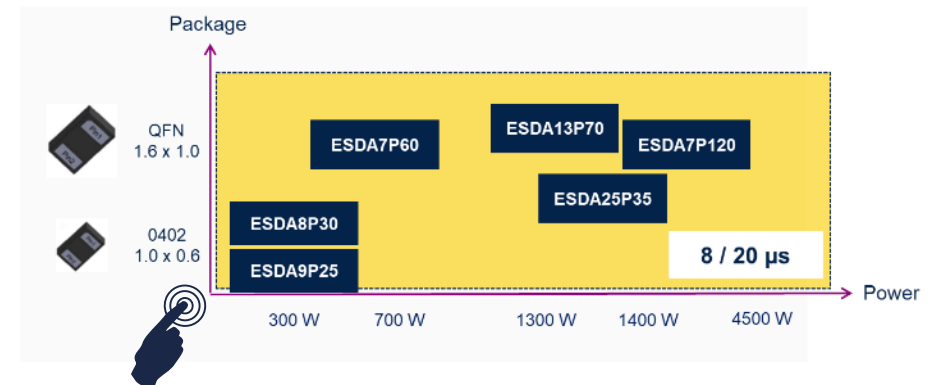 Package
QFN
1.6 x 1.0
ESDA7P60
ESDA13P70
ESDA7P120
ESDA25P35
0402
1.0 x 0.6
ESDA8P30
ESDA9P25
8 / 20 µs
Power
300 W
700 W
1300 W
1400 W
4500 W
Pin1